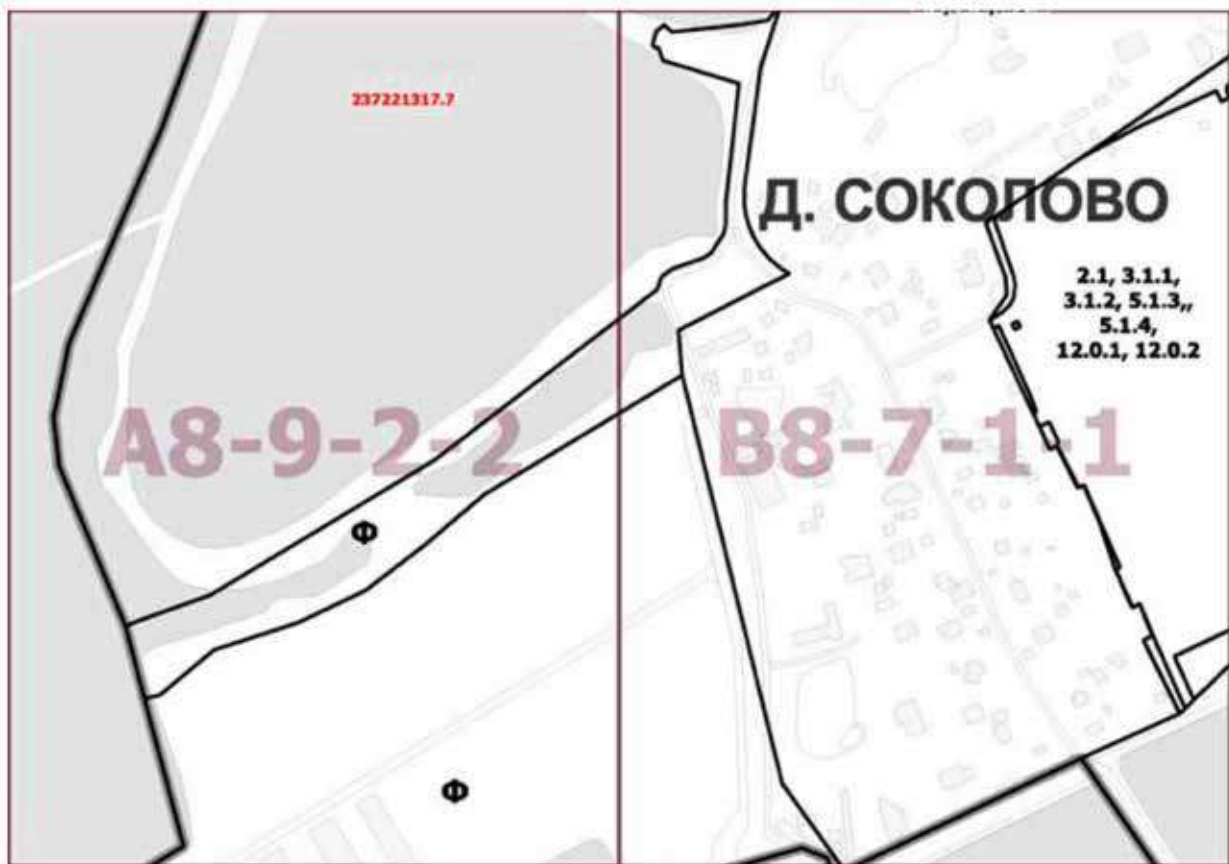 237221317.7
Д. СОКОЛОВО
2.1, 3.1.1,
3.1.2, 5.1.3,,
5.1.4,
12.0.1, 12.0.2
А8-9-2-2
В8-7-1-1
Ф
Ф